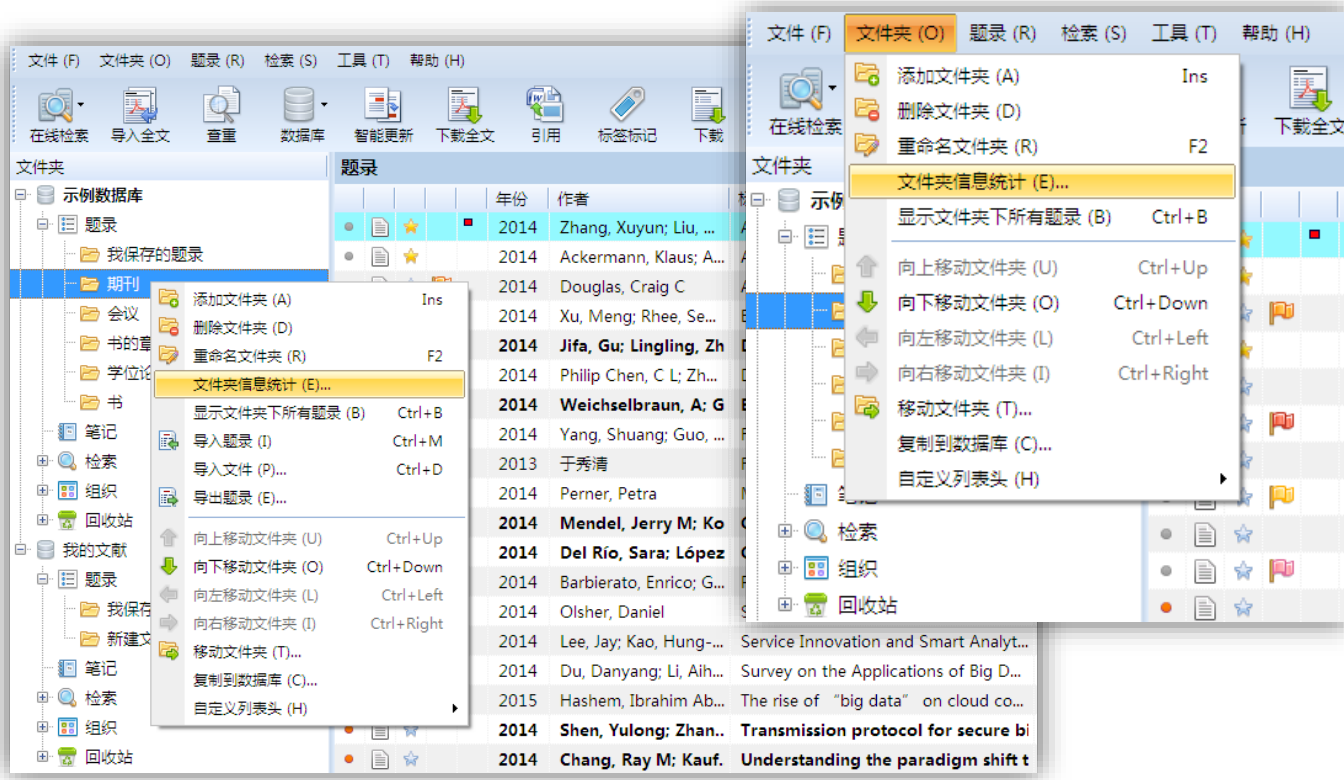 文件 (F) 文件夹 (O) 题录 (R) 检索 (S) 工具 (T) 帮助 (H)
在线检索 导入全文 查重 数据库 智能更新 下载全文 引用 标签标记 下载
文件夹
示例数据库
题录
我保存的题录
期刊
会议
书的章
学位论
书
笔记
检索
组织
回收站
我的文献
题录
我保存
新建文
笔记
检索
组织
回收站
添加文件夹 (A) Ins
删除文件夹 (D)
重命名文件夹 (R) F2
文件夹信息统计 (E)...
显示文件夹下所有题录 (B) Ctrl+B
导入题录 (I) Ctrl+M
导入文件 (P)... Ctrl+D
导出题录 (E)...
向上移动文件夹 (U) Ctrl+Up
向下移动文件夹 (O) Ctrl+Down
向左移动文件夹 (L) Ctrl+Left
向右移动文件夹 (I) Ctrl+Right
移动文件夹 (T)...
复制到数据库 (C)...
自定义列表头 (H)
题录
年份 作者
2014 Zhang, Xuyun; Liu, ...
2014 Ackermann, Klaus; A...
2014 Douglas, Craig C
2014 Xu, Meng; Rhee, Se...
2014 Jifa, Gu; Lingling, Zh
2014 Philip Chen, C L; Zh...
2014 Weichselbraun, A; G
2014 Yang, Shuang; Guo, ...
2013 于秀清
2014 Perner, Petra
2014 Mendel, Jerry M; Ko
2014 Del Río, Sara; López
2014 Barbierato, Enrico; G...
2014 Olsher, Daniel
2014 Lee, Jay; Kao, Hung-... Service Innovation and Smart Analyt...
2014 Du, Danyang; Li, Aih... Survey on the Applications of Big D...
2015 Hashem, Ibrahim Ab... The rise of “big data” on cloud co...
2014 Shen, Yulong; Zhan.. Transmission protocol for secure bi
2014 Chang, Ray M; Kauf. Understanding the paradigm shift t
文件 (F) 文件夹 (O) 题录 (R) 检索 (S) 工具 (T) 帮助 (H)
在线检索 下载全文
文件夹
示例
笔记
检索
组织
回收站
添加文件夹 (A) Ins
删除文件夹 (D)
重命名文件夹 (R) F2
文件夹信息统计 (E)...
显示文件夹下所有题录 (B) Ctrl+B
向上移动文件夹 (U) Ctrl+Up
向下移动文件夹 (O) Ctrl+Down
向左移动文件夹 (L) Ctrl+Left
向右移动文件夹 (I) Ctrl+Right
移动文件夹 (T)...
复制到数据库 (C)...
自定义列表头 (H)